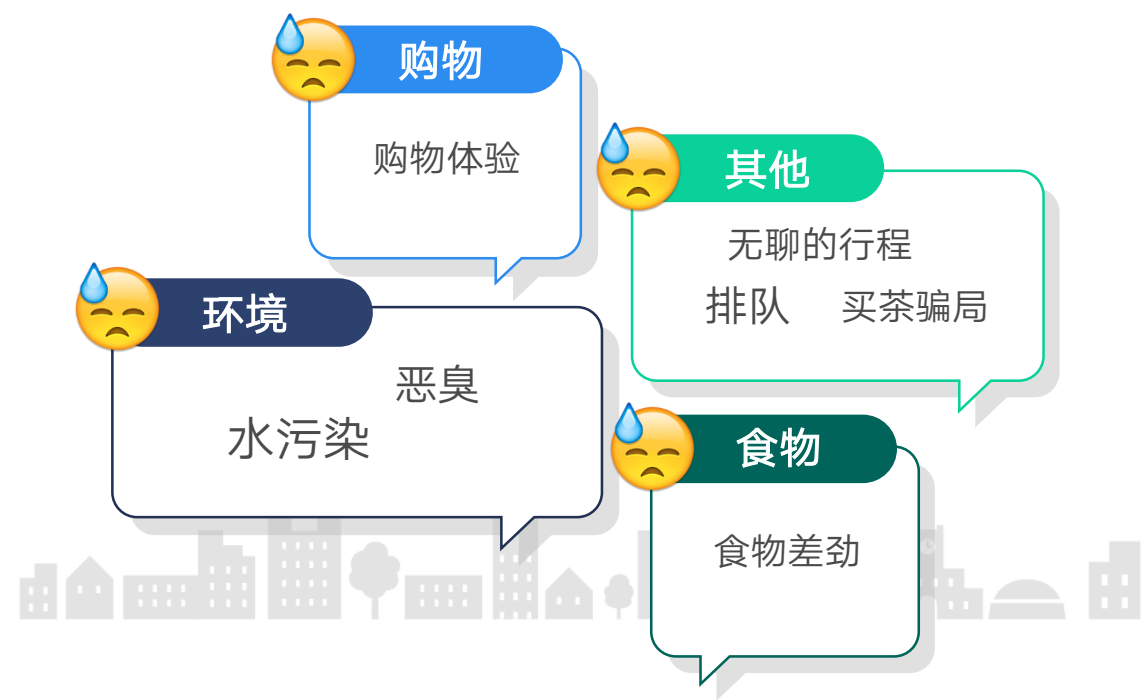 购物
购物体验
其他
无聊的行程
排队 买茶骗局
环境
恶臭
水污染
食物
食物差劲